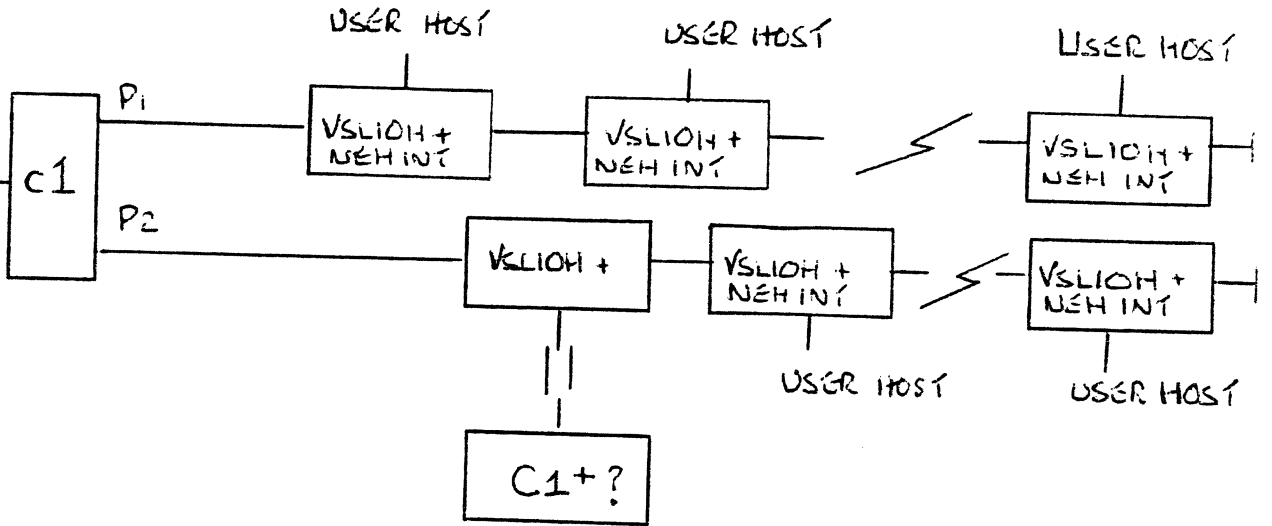 USER HOST
USER HOST
USER HOST
P1
VSLIOH +
NEH INT
VSLIOH +
NEH INT
VSLIOH +
NEH INT
C1
P2
VSLIOH +
VSLIOH +
NEH INT
VSLIOH +
NEH INT
USER HOST
USER HOST
C1+?